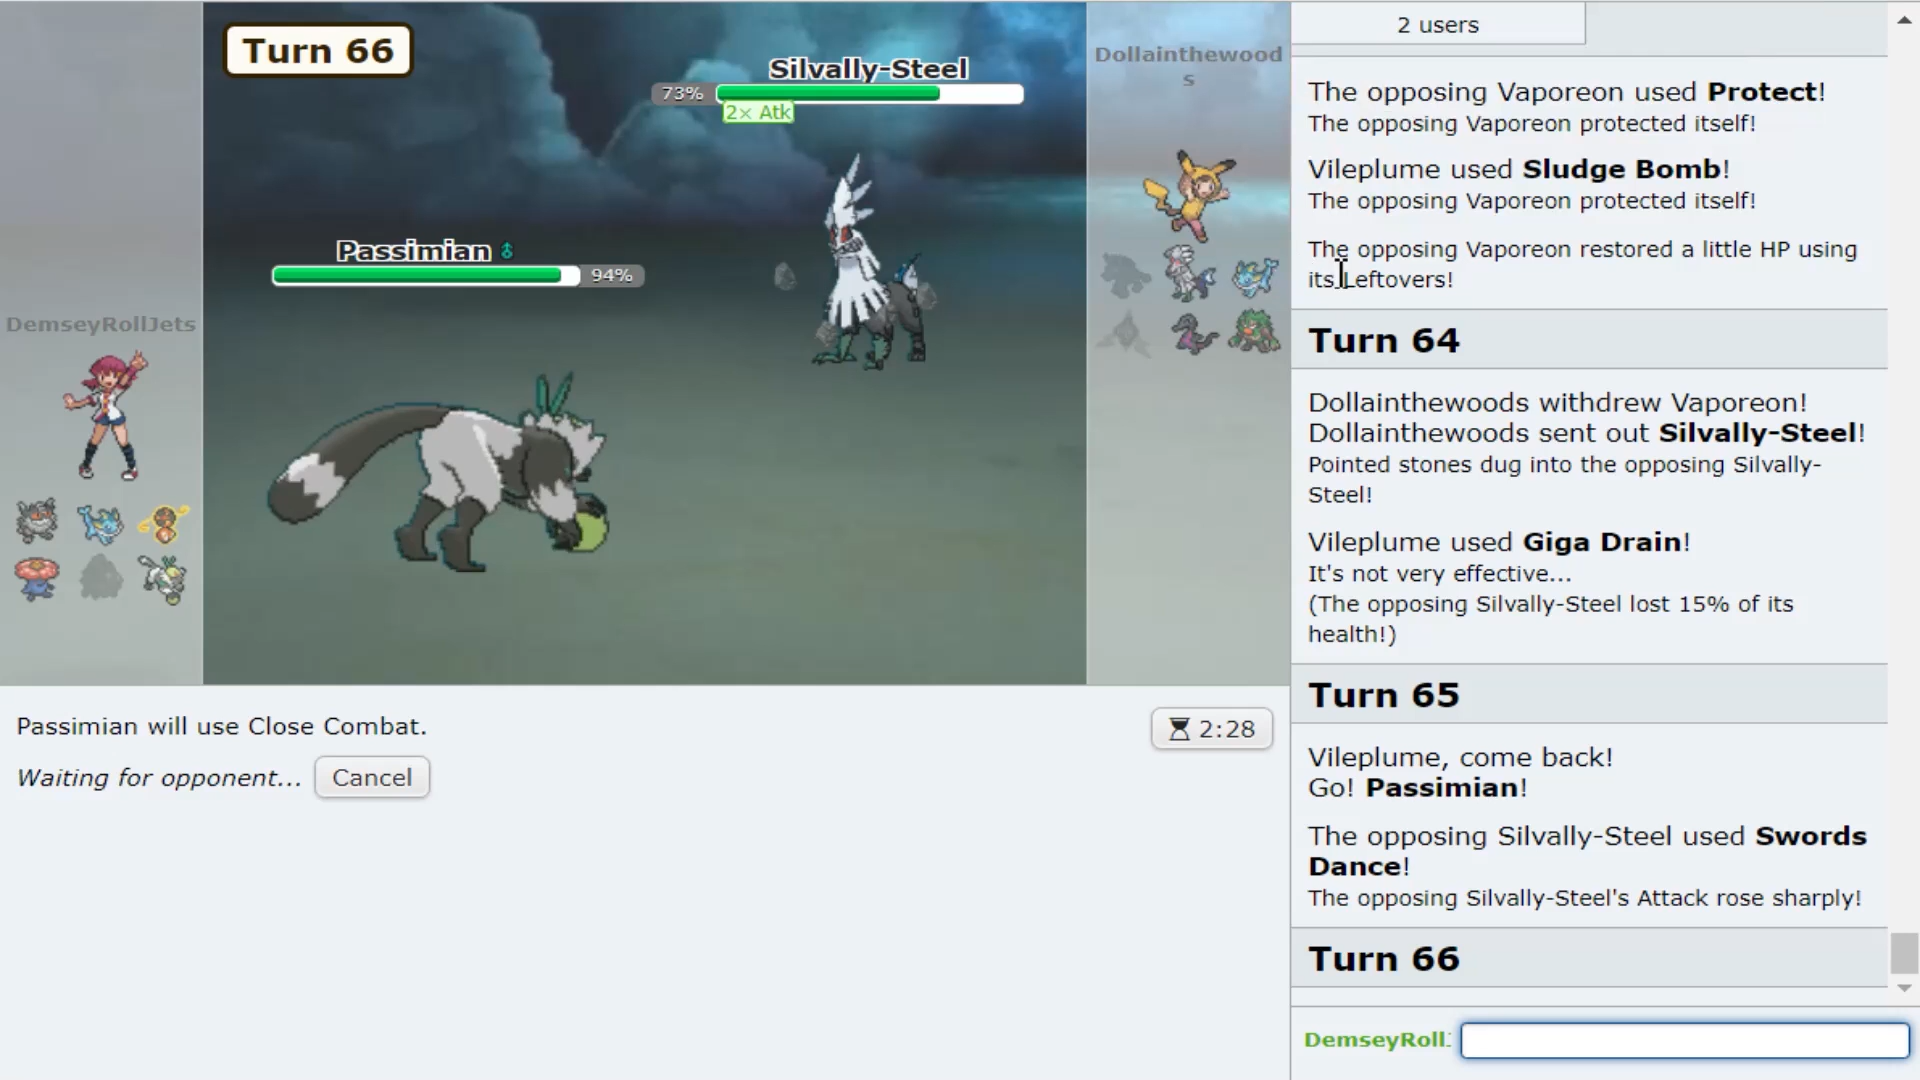 Turn 66
Silvally-Steel
73%
2× Atk
Passimian ♂
94%
DemseyRollJets
Dollainthewood
s
Passimian will use Close Combat.
2:28
Waiting for opponent... Cancel
2 users
The opposing Vaporeon used Protect!
The opposing Vaporeon protected itself!
Vileplume used Sludge Bomb!
The opposing Vaporeon protected itself!
The opposing Vaporeon restored a little HP using
its Leftovers!
Turn 64
Dollainthewoods withdrew Vaporeon!
Dollainthewoods sent out Silvally-Steel!
Pointed stones dug into the opposing Silvally-
Steel!
Vileplume used Giga Drain!
It's not very effective...
(The opposing Silvally-Steel lost 15% of its
health!)
Turn 65
Vileplume, come back!
Go! Passimian!
The opposing Silvally-Steel used Swords
Dance!
The opposing Silvally-Steel's Attack rose sharply!
Turn 66
DemseyRoll